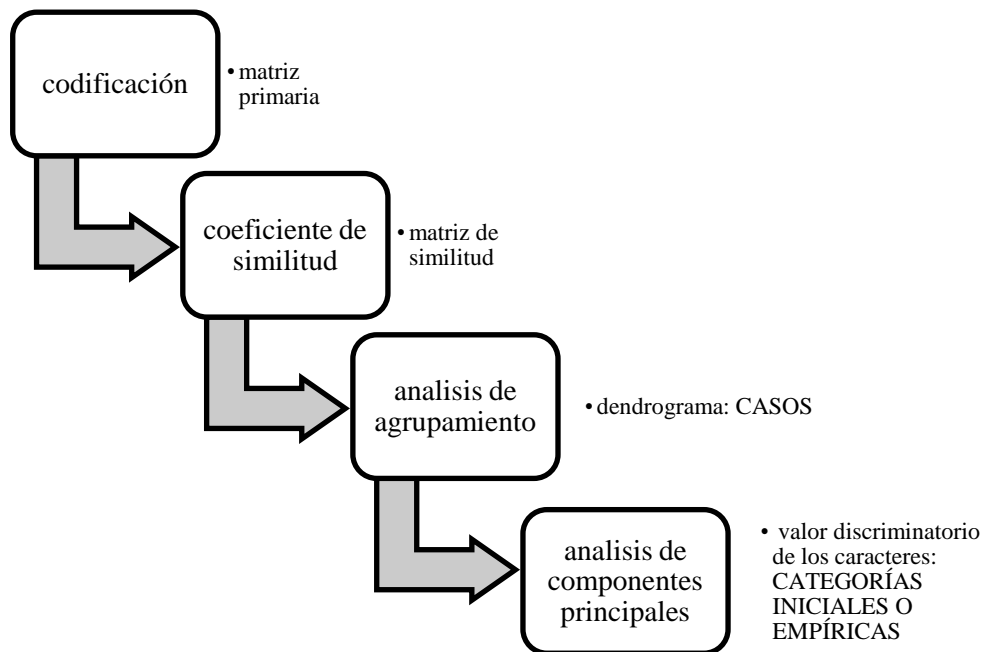 codificación
• matriz
primaria
coeficiente de
similitud
• matriz de
similitud
analisis de
agrupamiento
• dendrograma: CASOS
analisis de
componentes
principales
• valor discriminatorio
de los caracteres:
CATEGORÍAS
INICIALES O
EMPÍRICAS